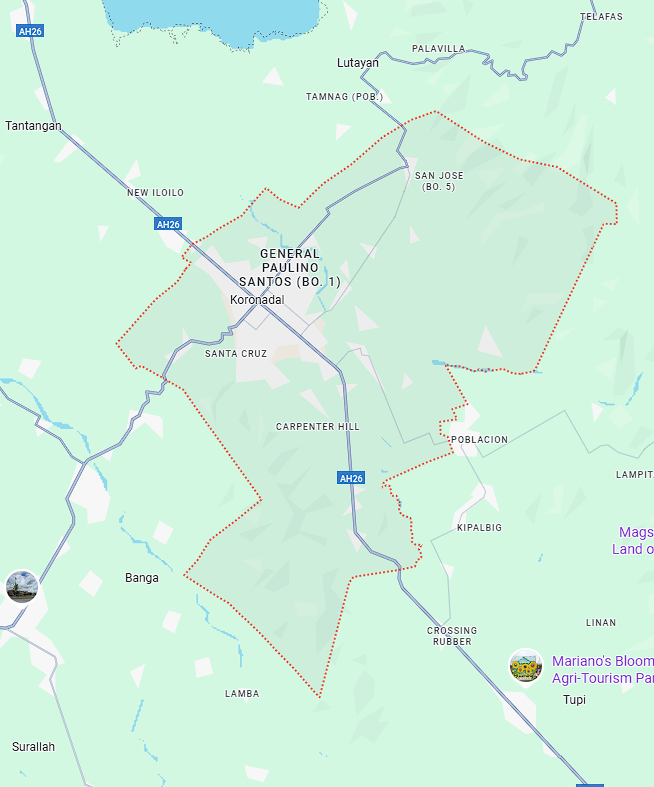 TELAFAS
AH26
PALAVILLA
Lutayan
TAMNAG (POB.)
Tantangan
SAN JOSE
(BO. 5)
NEW ILOILO
AH26
GENERAL
PAULINO
SANTOS (BO. 1)
Koronadal
SANTA CRUZ
CARPENTER HILL
POBLACION
AH26
LAMPIT
KIPALBIG
Mags
Land o
Banga
LINAN
CROSSING
RUBBER
Mariano's Bloom
Agri-Tourism Par
LAMBA
Tupi
Surallah